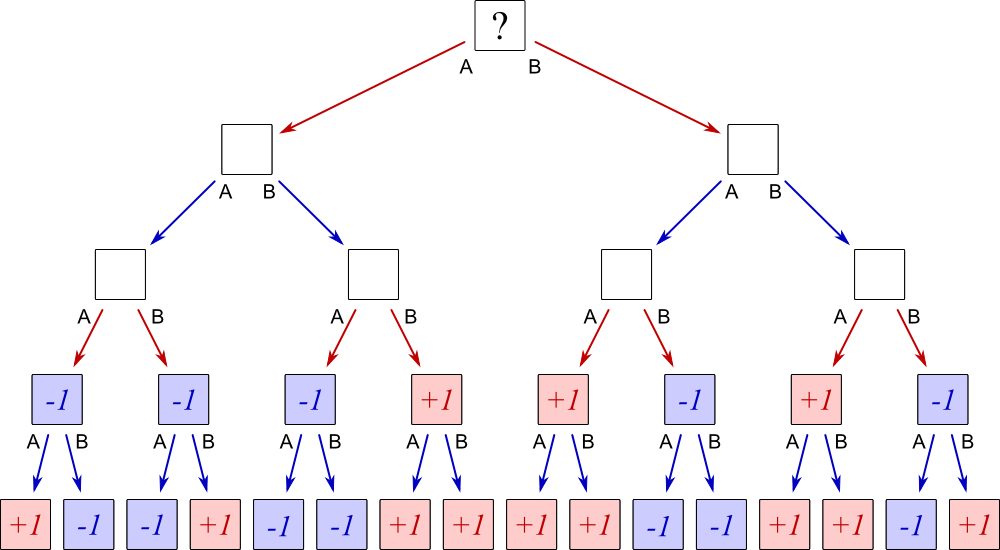 ?
A B
A B A B
A B A B A B A B
-1 -1 -1 +1 +1 -1 +1 -1
A B A B A B A B A B A B A B A B
+1 -1 -1 +1 -1 -1 +1 +1 +1 +1 -1 -1 +1 +1 -1 +1